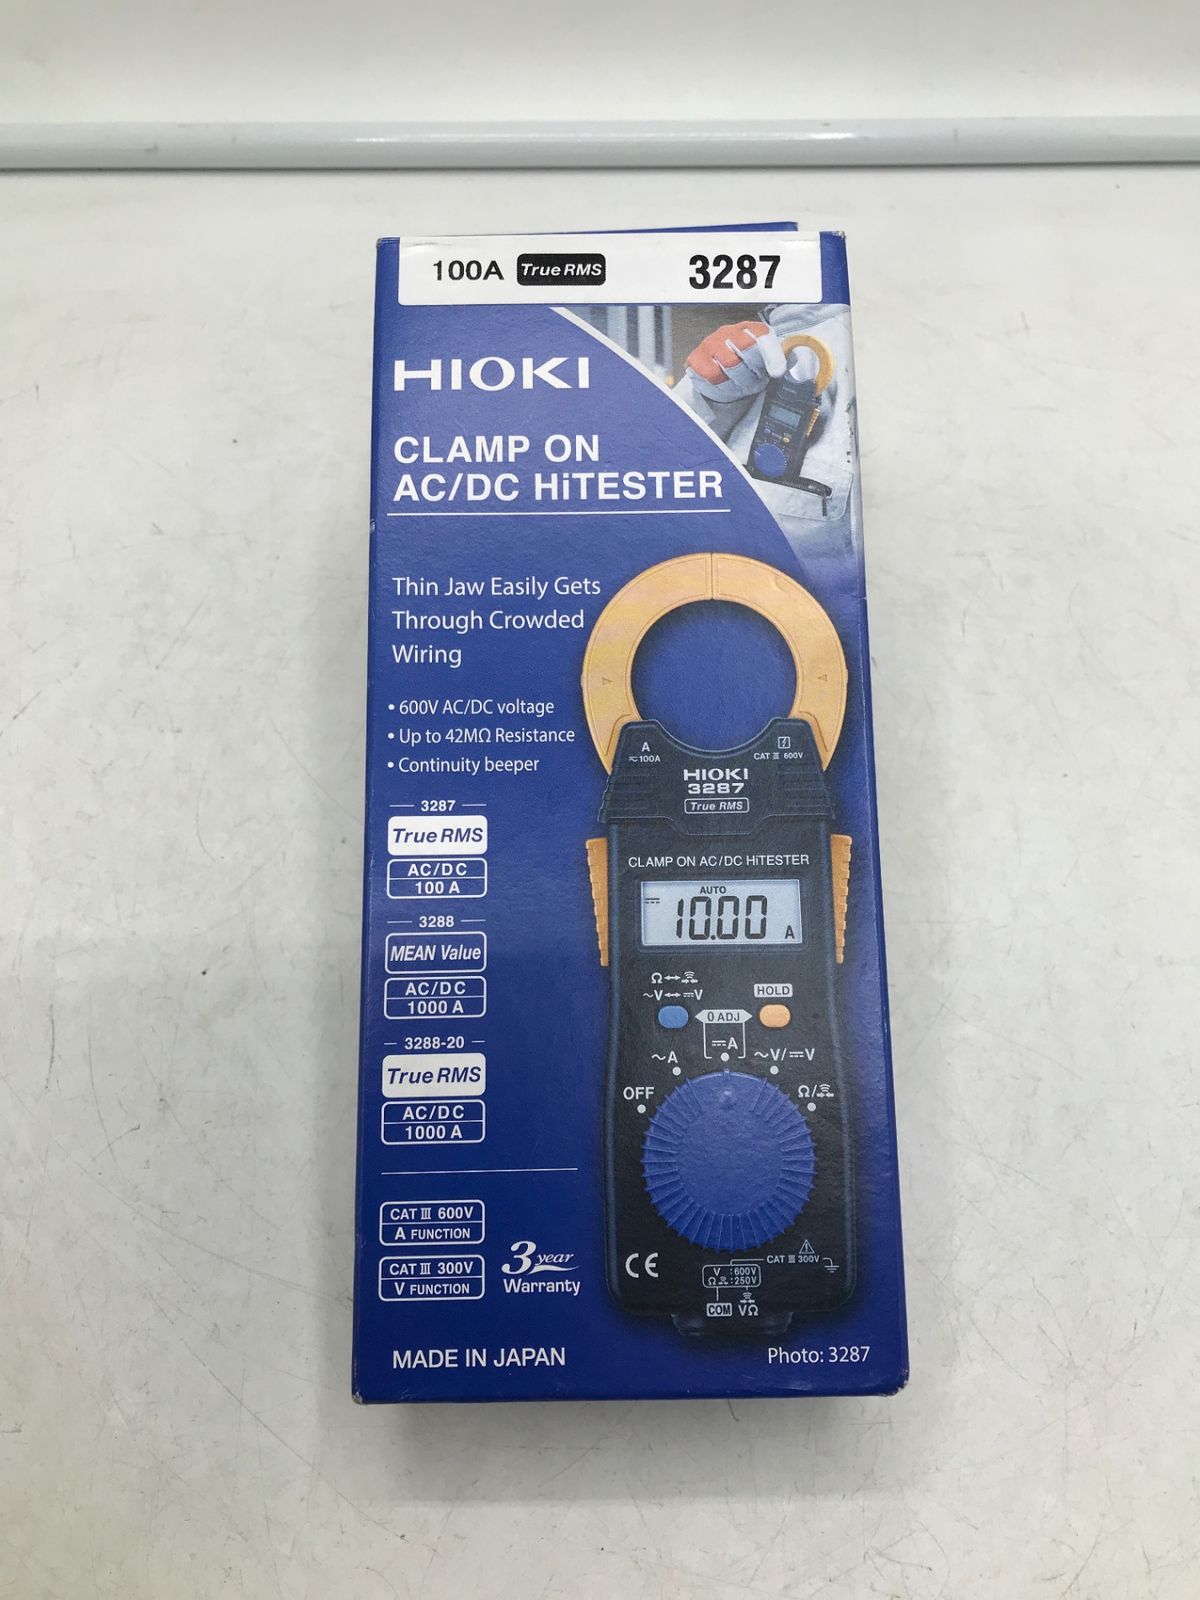 100A True RMS 3287
HIOKI
CLAMP ON
AC/DC HiTESTER
Thin Jaw Easily Gets
Through Crowded
Wiring
• 600V AC/DC voltage
• Up to 42MΩ Resistance
• Continuity beeper
3287
True RMS
AC/DC
100 A
3288
MEAN Value
AC/DC
1000 A
3288-20
True RMS
AC/DC
1000 A
CAT III 600V
A FUNCTION
CAT III 300V
V FUNCTION
3 year
Warranty
MADE IN JAPAN
A
≂100A
CAT III 600V
HIOKI
3287
True RMS
CLAMP ON AC/DC HiTESTER
AUTO
10.00 A
Ω↔
~V↔⎓V
HOLD
0 ADJ
~A
⎓A
~V/⎓V
OFF
Ω/
CE
CAT III 300V
V :600V
Ω :250V
COM VΩ
Photo: 3287